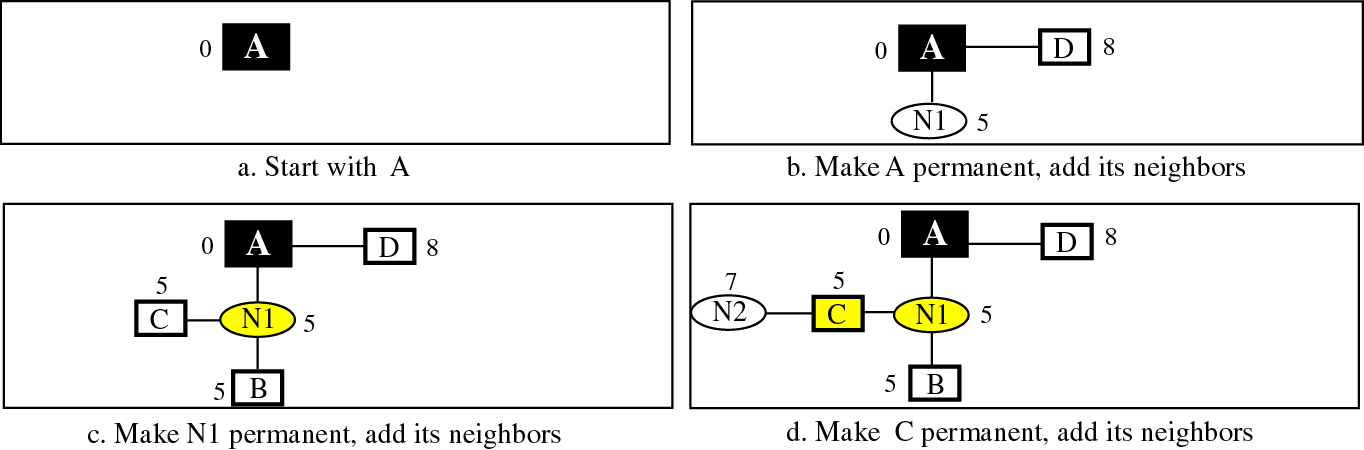 0 A
a. Start with A
0 A D 8
N1 5
b. Make A permanent, add its neighbors
0 A D 8
5
C N1 5
5 B
c. Make N1 permanent, add its neighbors
0 A D 8
7 5
N2 C N1 5
5 B
d. Make C permanent, add its neighbors